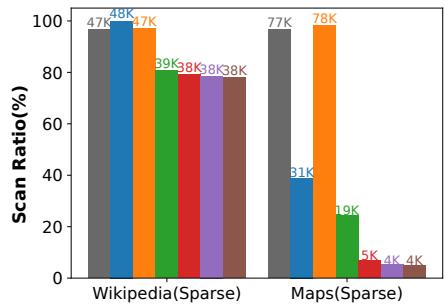 Scan Ratio(%)
100
80
60
40
20
0
47K
48K
47K
39K
38K
38K
38K
77K
31K
78K
19K
5K
4K
4K
Wikipedia(Sparse)
Maps(Sparse)